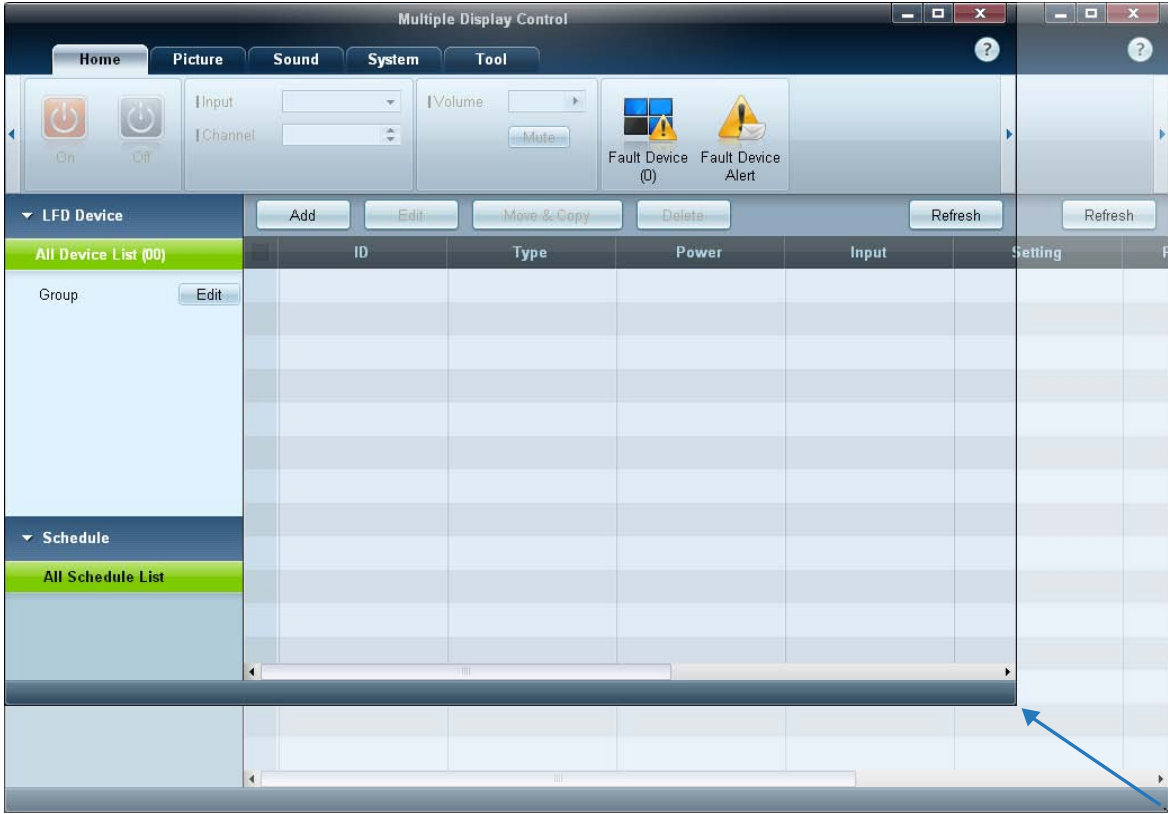 Multiple Display Control
Home Picture Sound System Tool
Input
Channel
Volume
Mute
On Off
Fault Device (0)
Fault Device Alert
LFD Device
Add Edit Move & Copy Delete Refresh Refresh
All Device List (00)
ID Type Power Input Setting
Group Edit
Schedule
All Schedule List